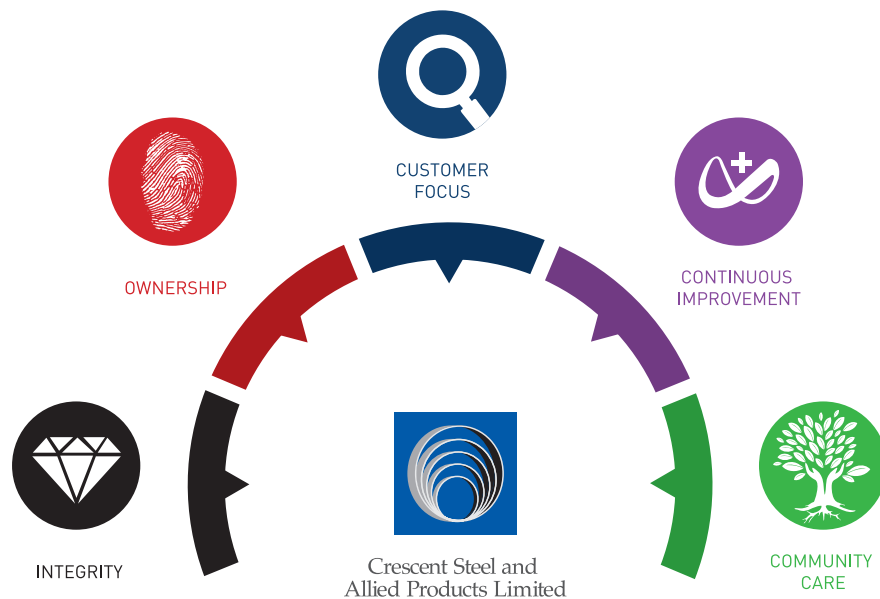 CUSTOMER
FOCUS
OWNERSHIP
CONTINUOUS
IMPROVEMENT
INTEGRITY
Crescent Steel and
Allied Products Limited
COMMUNITY
CARE